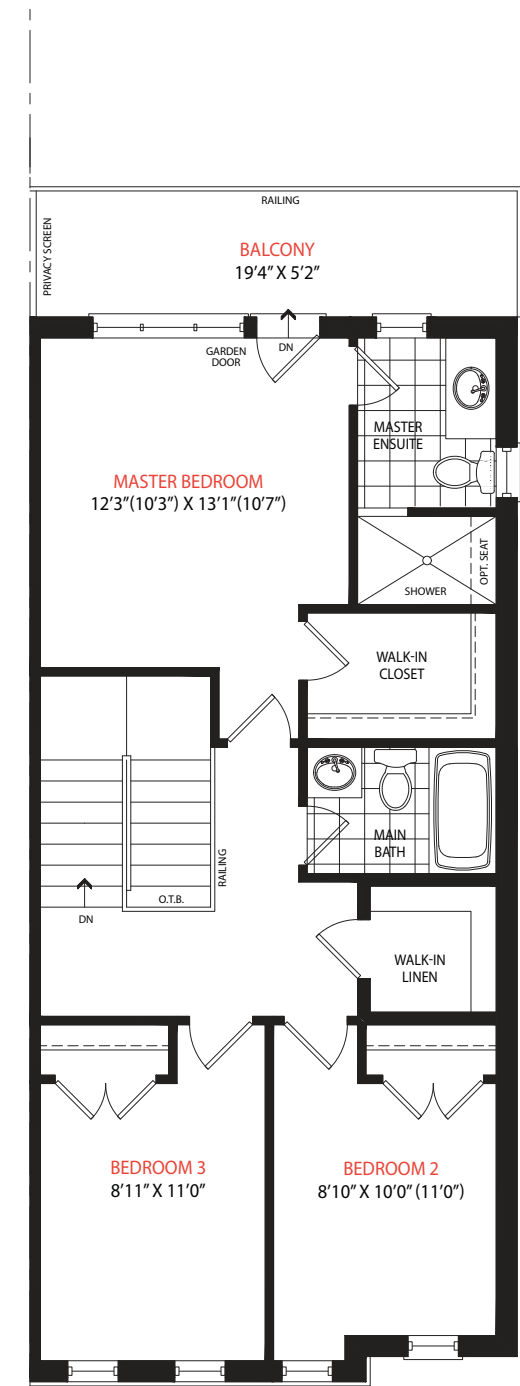 RAILING
PRIVACY SCREEN
BALCONY
19'4" X 5'2"
GARDEN
DOOR
DN
MASTER
ENSUITE
MASTER BEDROOM
12'3"(10'3") X 13'1"(10'7")
OPT. SEAT
SHOWER
WALK-IN
CLOSET
MAIN
BATH
RAILING
O.T.B.
DN
WALK-IN
LINEN
BEDROOM 3
8'11" X 11'0"
BEDROOM 2
8'10" X 10'0" (11'0")